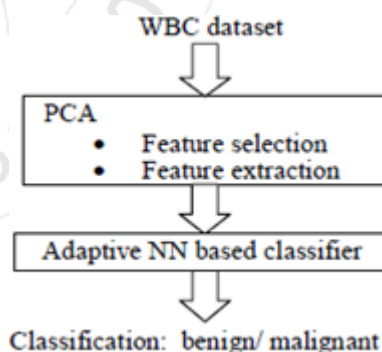 WBC dataset
PCA
• Feature selection
• Feature extraction
Adaptive NN based classifier
Classification: benign/ malignant